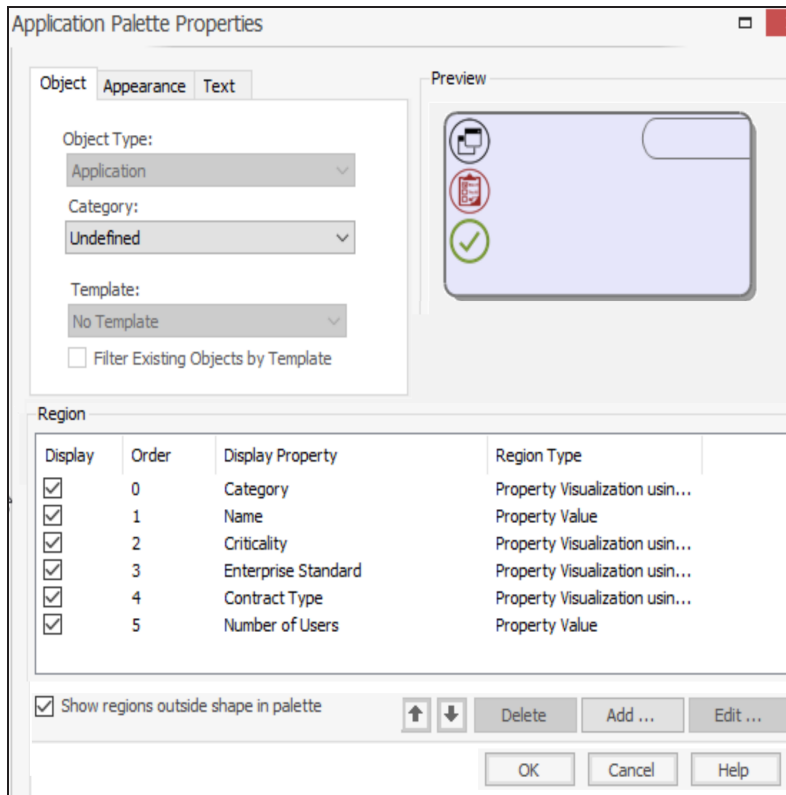 Application Palette Properties
Object Appearance Text
Preview
Object Type:
Application
Category:
Undefined
Template:
No Template
Filter Existing Objects by Template
Region
Display Order Display Property Region Type
0 Category Property Visualization usin...
1 Name Property Value
2 Criticality Property Visualization usin...
3 Enterprise Standard Property Visualization usin...
4 Contract Type Property Visualization usin...
5 Number of Users Property Value
Show regions outside shape in palette Delete Add ... Edit ...
OK Cancel Help